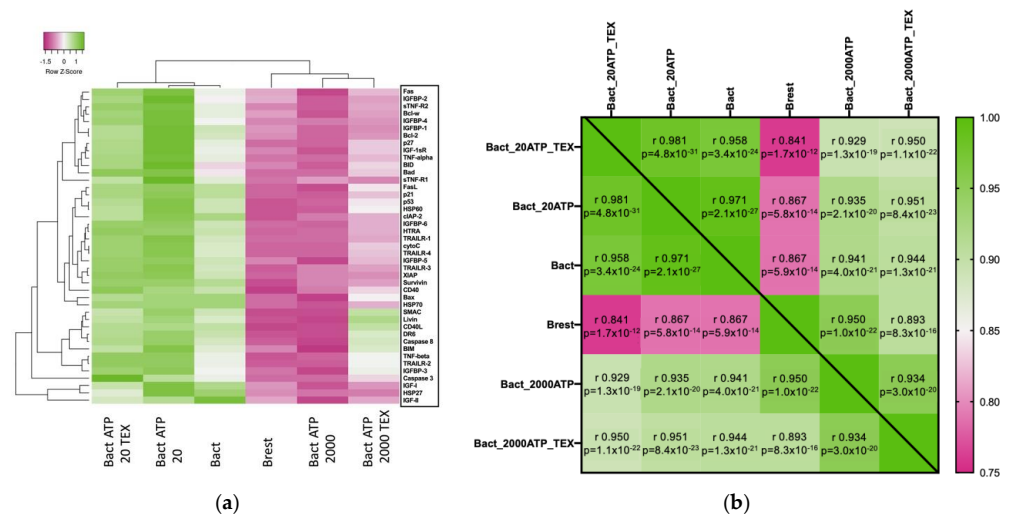 -1.5 0 1
Row Z-Score
Fas
IGFBP-2
sTNF-R2
Bcl-w
IGFBP-4
IGFBP-1
Bcl-2
p27
IGF-1sR
TNF-alpha
BID
Bad
sTNF-R1
FasL
p21
p53
HSP60
cIAP-2
IGFBP-6
HTRA
TRAILR-1
cytoC
TRAILR-4
IGFBP-5
TRAILR-3
XIAP
Survivin
CD40
Bax
HSP70
SMAC
Livin
CD40L
DR6
Caspase 8
BIM
TNF-beta
TRAILR-2
IGFBP-3
Caspase 3
IGF-I
HSP27
IGF-II
Bact ATP
20 TEX
Bact ATP
20
Bact
Brest
Bact ATP
2000
Bact ATP
2000 TEX
(a)
Bact_20ATP_TEX
Bact_20ATP
Bact
Brest
Bact_2000ATP
Bact_2000ATP_TEX
Bact_20ATP_TEX
r 0.981 r 0.958 r 0.841 r 0.929 r 0.950
p=4.8x10-31 p=3.4x10-24 p=1.7x10-12 p=1.3x10-19 p=1.1x10-22
Bact_20ATP
r 0.981 r 0.971 r 0.867 r 0.935 r 0.951
p=4.8x10-31 p=2.1x10-27 p=5.8x10-14 p=2.1x10-20 p=8.4x10-23
Bact
r 0.958 r 0.971 r 0.867 r 0.941 r 0.944
p=3.4x10-24 p=2.1x10-27 p=5.9x10-14 p=4.0x10-21 p=1.3x10-21
Brest
r 0.841 r 0.867 r 0.867 r 0.950 r 0.893
p=1.7x10-12 p=5.8x10-14 p=5.9x10-14 p=1.0x10-22 p=8.3x10-16
Bact_2000ATP
r 0.929 r 0.935 r 0.941 r 0.950 r 0.934
p=1.3x10-19 p=2.1x10-20 p=4.0x10-21 p=1.0x10-22 p=3.0x10-20
Bact_2000ATP_TEX
r 0.950 r 0.951 r 0.944 r 0.893 r 0.934
p=1.1x10-22 p=8.4x10-23 p=1.3x10-21 p=8.3x10-16 p=3.0x10-20
1.00
0.95
0.90
0.85
0.80
0.75
(b)